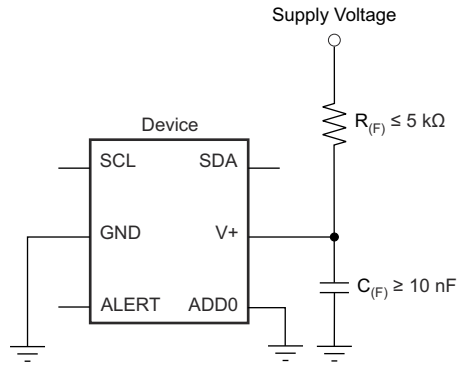 Supply Voltage
R(F) ≤ 5 kΩ
Device
SCL SDA
GND V+
C(F) ≥ 10 nF
ALERT ADD0